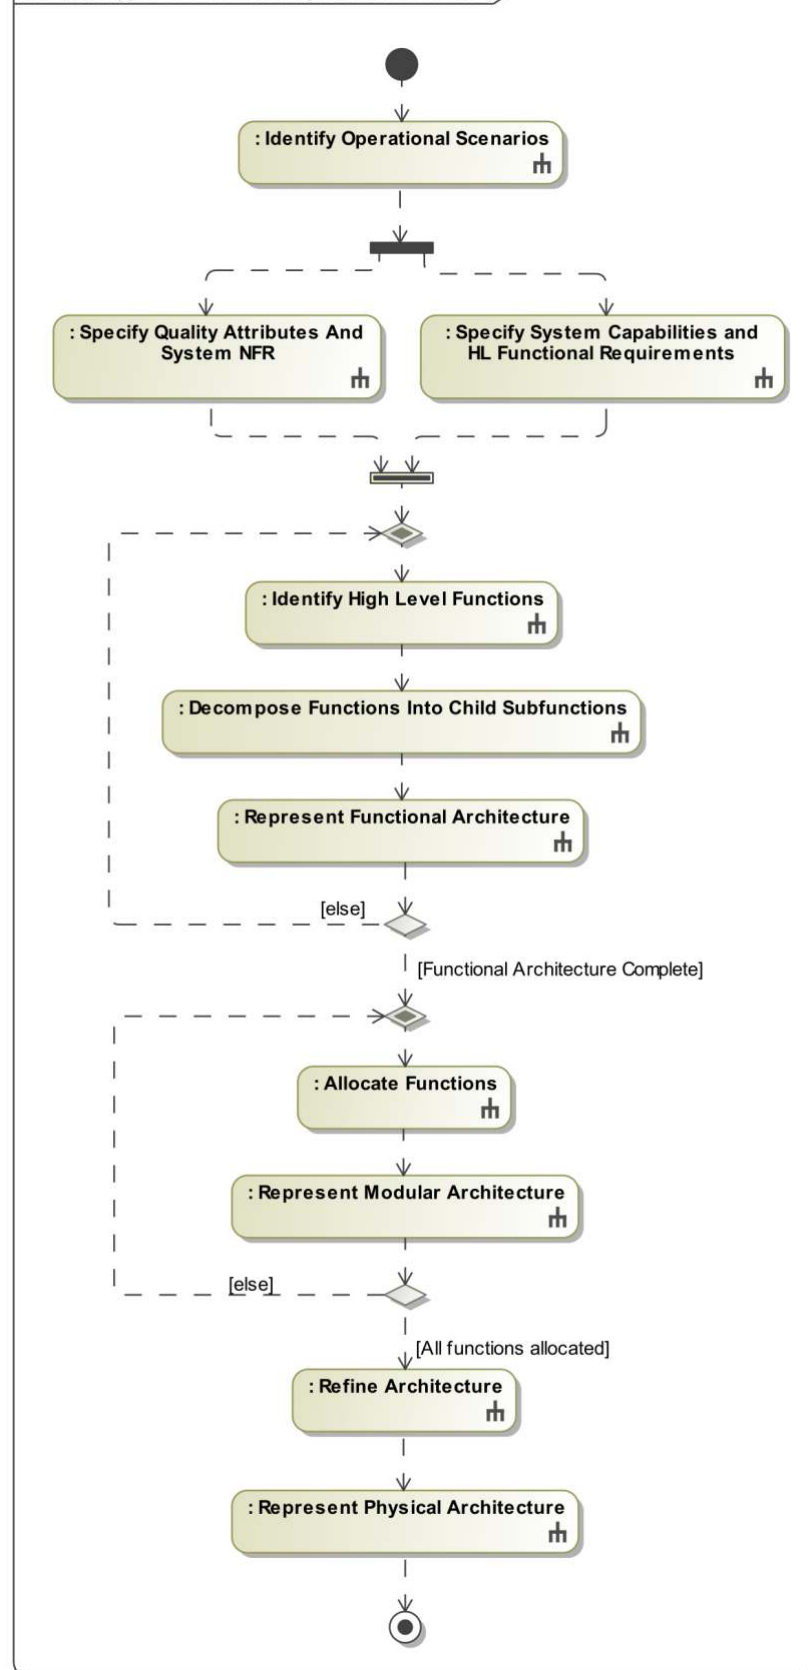 : Identify Operational Scenarios
: Specify Quality Attributes And
System NFR
: Specify System Capabilities and
HL Functional Requirements
: Identify High Level Functions
: Decompose Functions Into Child Subfunctions
: Represent Functional Architecture
[else]
[Functional Architecture Complete]
: Allocate Functions
: Represent Modular Architecture
[else]
[All functions allocated]
: Refine Architecture
: Represent Physical Architecture